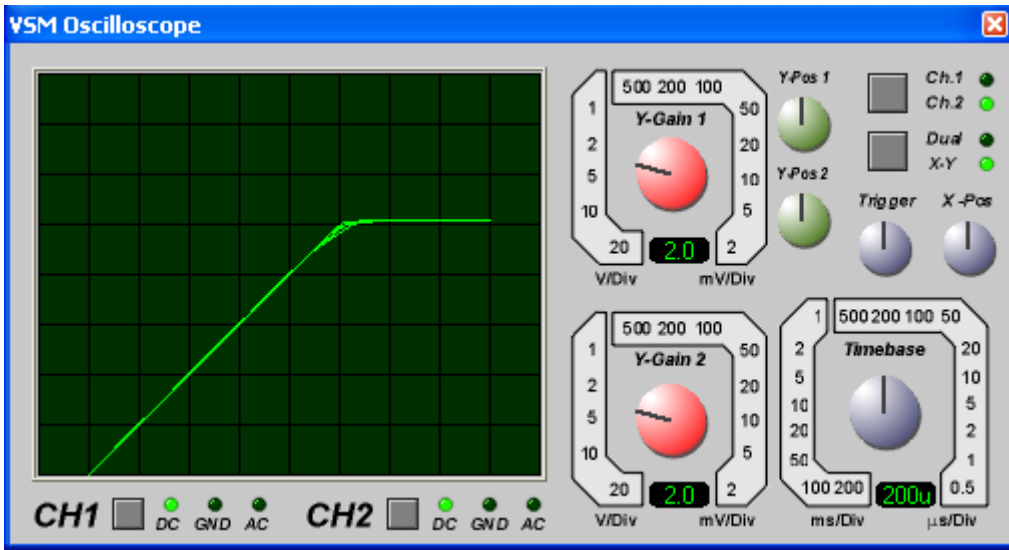 VSM Oscilloscope
500 200 100
1
2
5
10
20
Y-Gain 1
50
20
10
5
2
2.0
V/Div
mV/Div
Y-Pos 1
Y-Pos 2
Ch.1
Ch.2
Dual
X-Y
Trigger
X -Pos
500 200 100
1
2
5
10
20
Y-Gain 2
50
20
10
5
2
2.0
V/Div
mV/Div
1
500 200 100 50
2
5
10
20
50
100 200
Timebase
20
10
5
2
1
0.5
200u
ms/Div
µs/Div
CH1
DC
GND
AC
CH2
DC
GND
AC